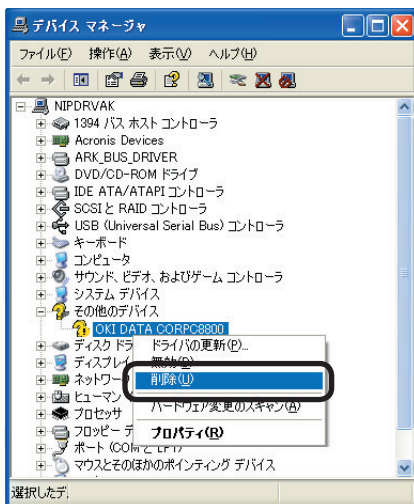 デバイス マネージャ
ファイル(F) 操作(A) 表示(V) ヘルプ(H)
NIPDRVAK
1394 バス ホスト コントローラ
Acronis Devices
ARK_BUS_DRIVER
DVD/CD-ROM ドライブ
IDE ATA/ATAPI コントローラ
SCSI と RAID コントローラ
USB (Universal Serial Bus) コントローラ
キーボード
コンピュータ
サウンド、ビデオ、およびゲーム コントローラ
システム デバイス
その他のデバイス
OKI DATA CORPC8800
ディスク ドラ ドライバの更新(P)...
ディスプレイ 無効(D)
ネットワー 削除(U)
ヒューマン
プロセッサ ハードウェア変更のスキャン(A)
フロッピー デ プロパティ(R)
ポート (COM と LPT)
マウスとそのほかのポインティング デバイス
選択したデ